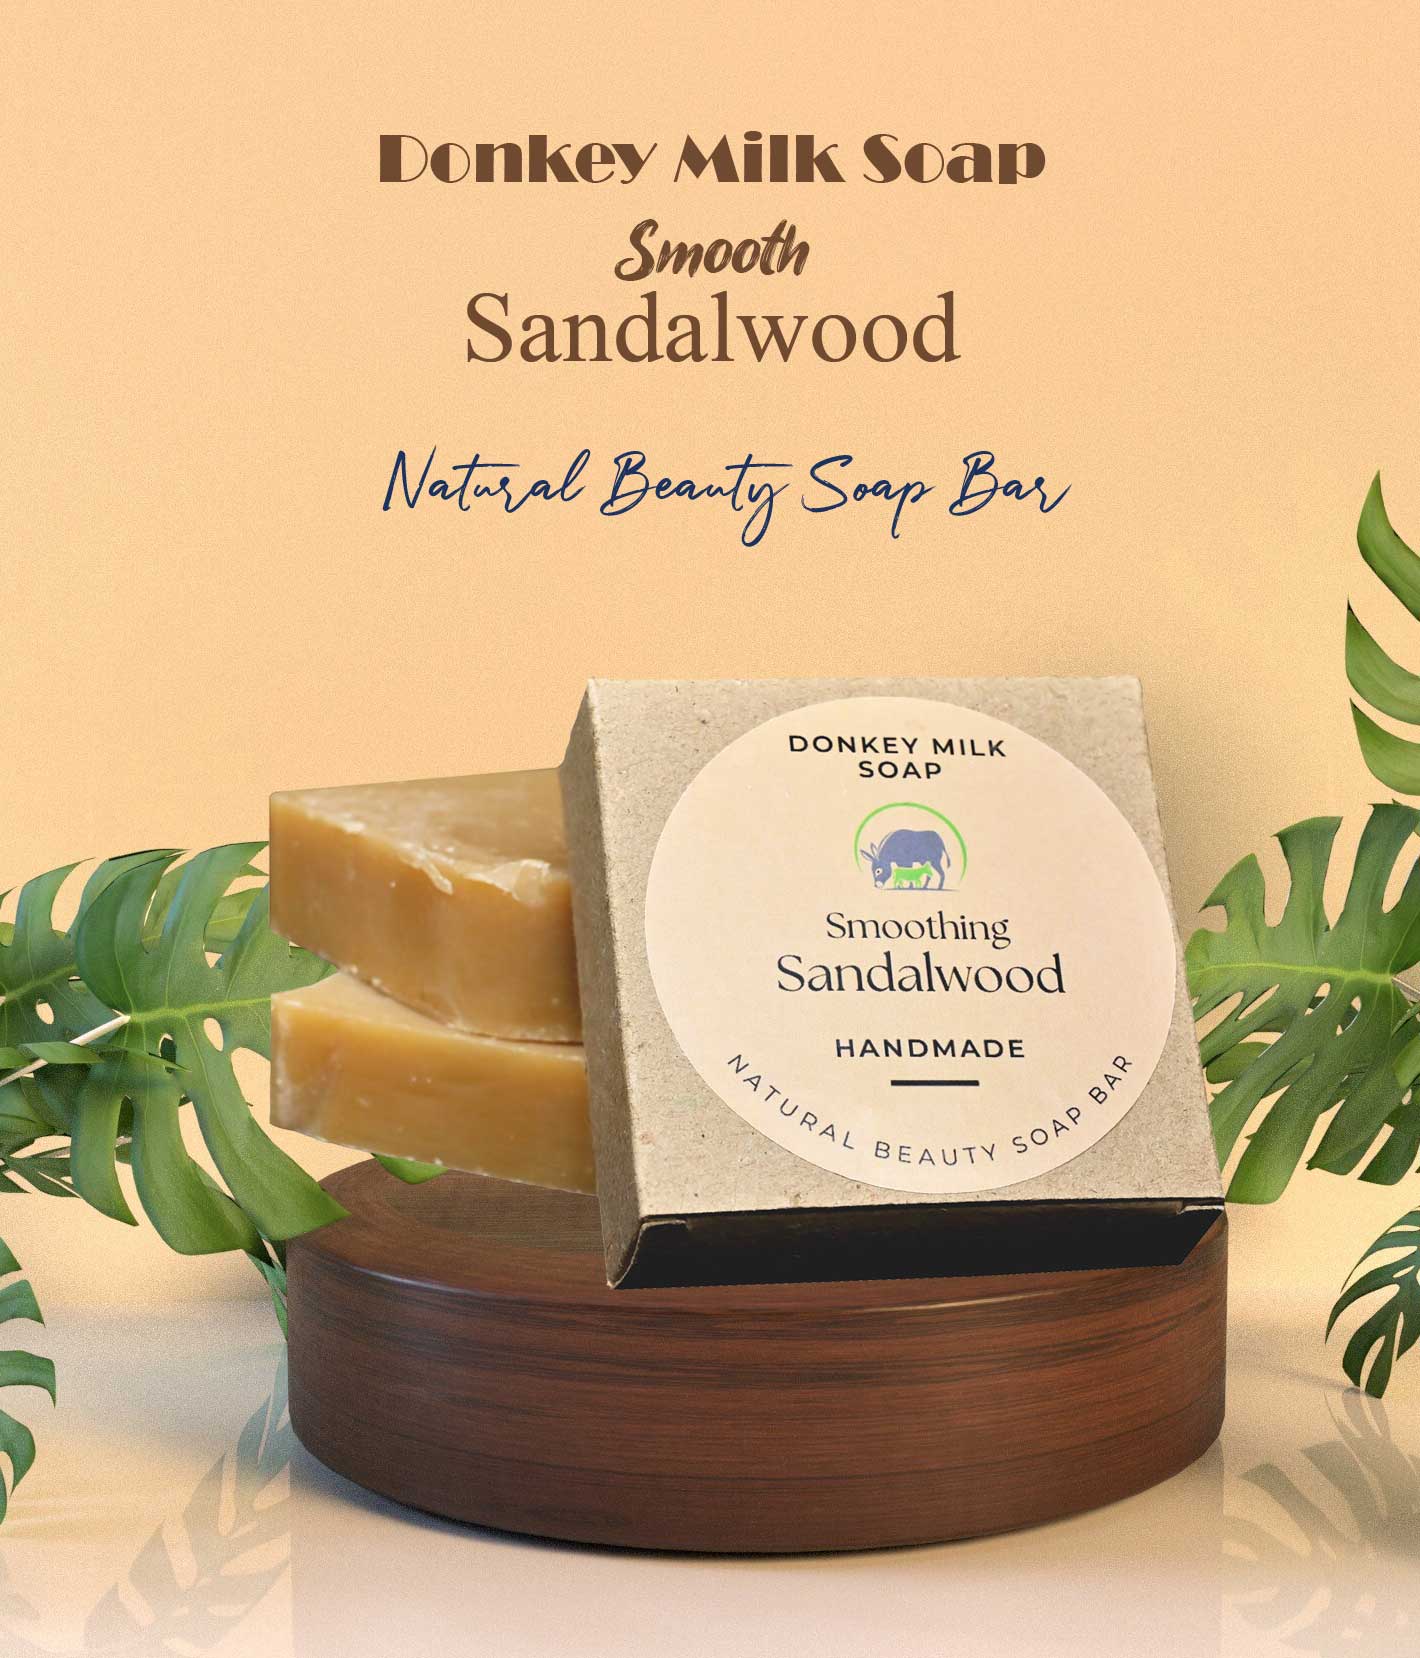 Donkey Milk Soap
Smooth
Sandalwood
Natural Beauty Soap Bar
DONKEY MILK
SOAP
Smoothing
Sandalwood
HANDMADE
NATURAL BEAUTY SOAP BAR